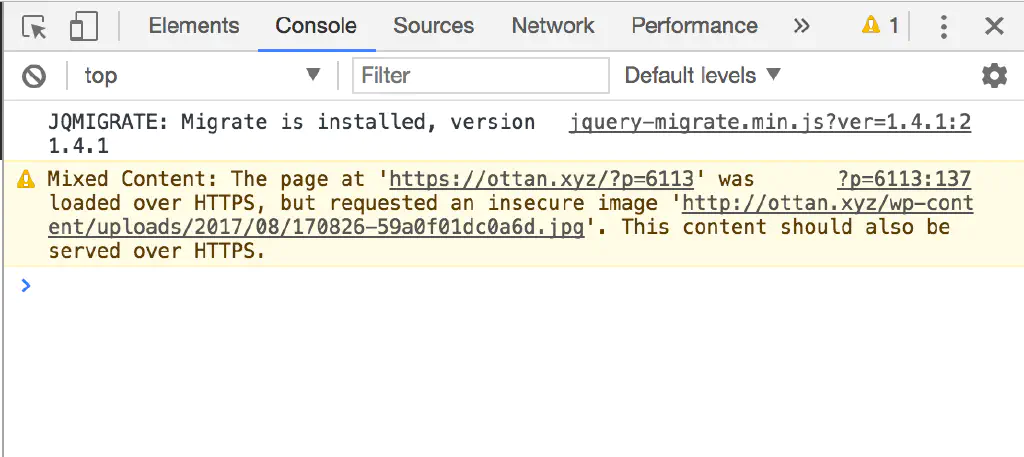 Elements Console Sources Network Performance » 1
top Filter Default levels
JQMIGRATE: Migrate is installed, version jquery-migrate.min.js?ver=1.4.1:2
1.4.1
Mixed Content: The page at 'https://ottan.xyz/?p=6113' was ?p=6113:137
loaded over HTTPS, but requested an insecure image 'http://ottan.xyz/wp-cont
ent/uploads/2017/08/170826-59a0f01dc0a6d.jpg'. This content should also be
served over HTTPS.